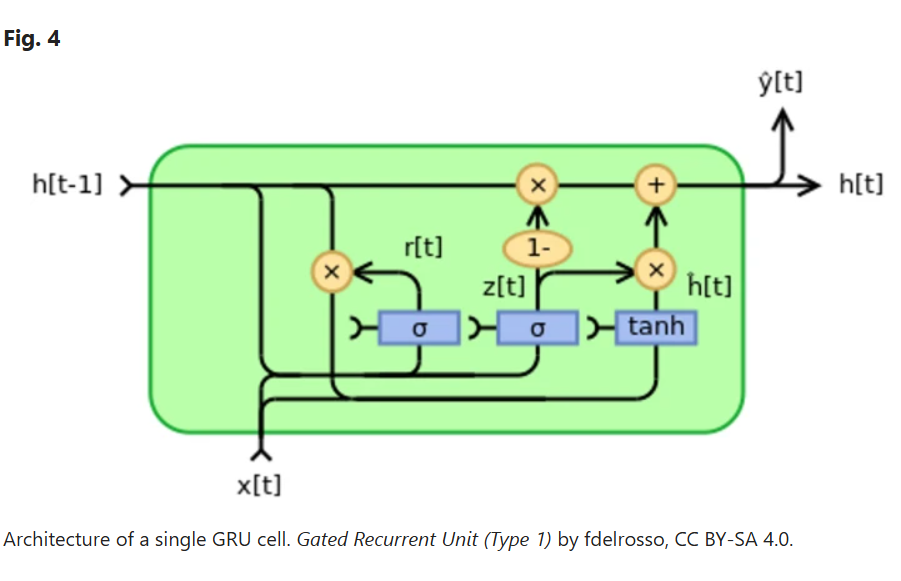 Fig. 4
ŷ[t]
h[t-1]
×
+
h[t]
r[t]
1-
×
z[t]
×
ĥ[t]
σ
σ
tanh
x[t]
Architecture of a single GRU cell. Gated Recurrent Unit (Type 1) by fdelrosso, CC BY-SA 4.0.